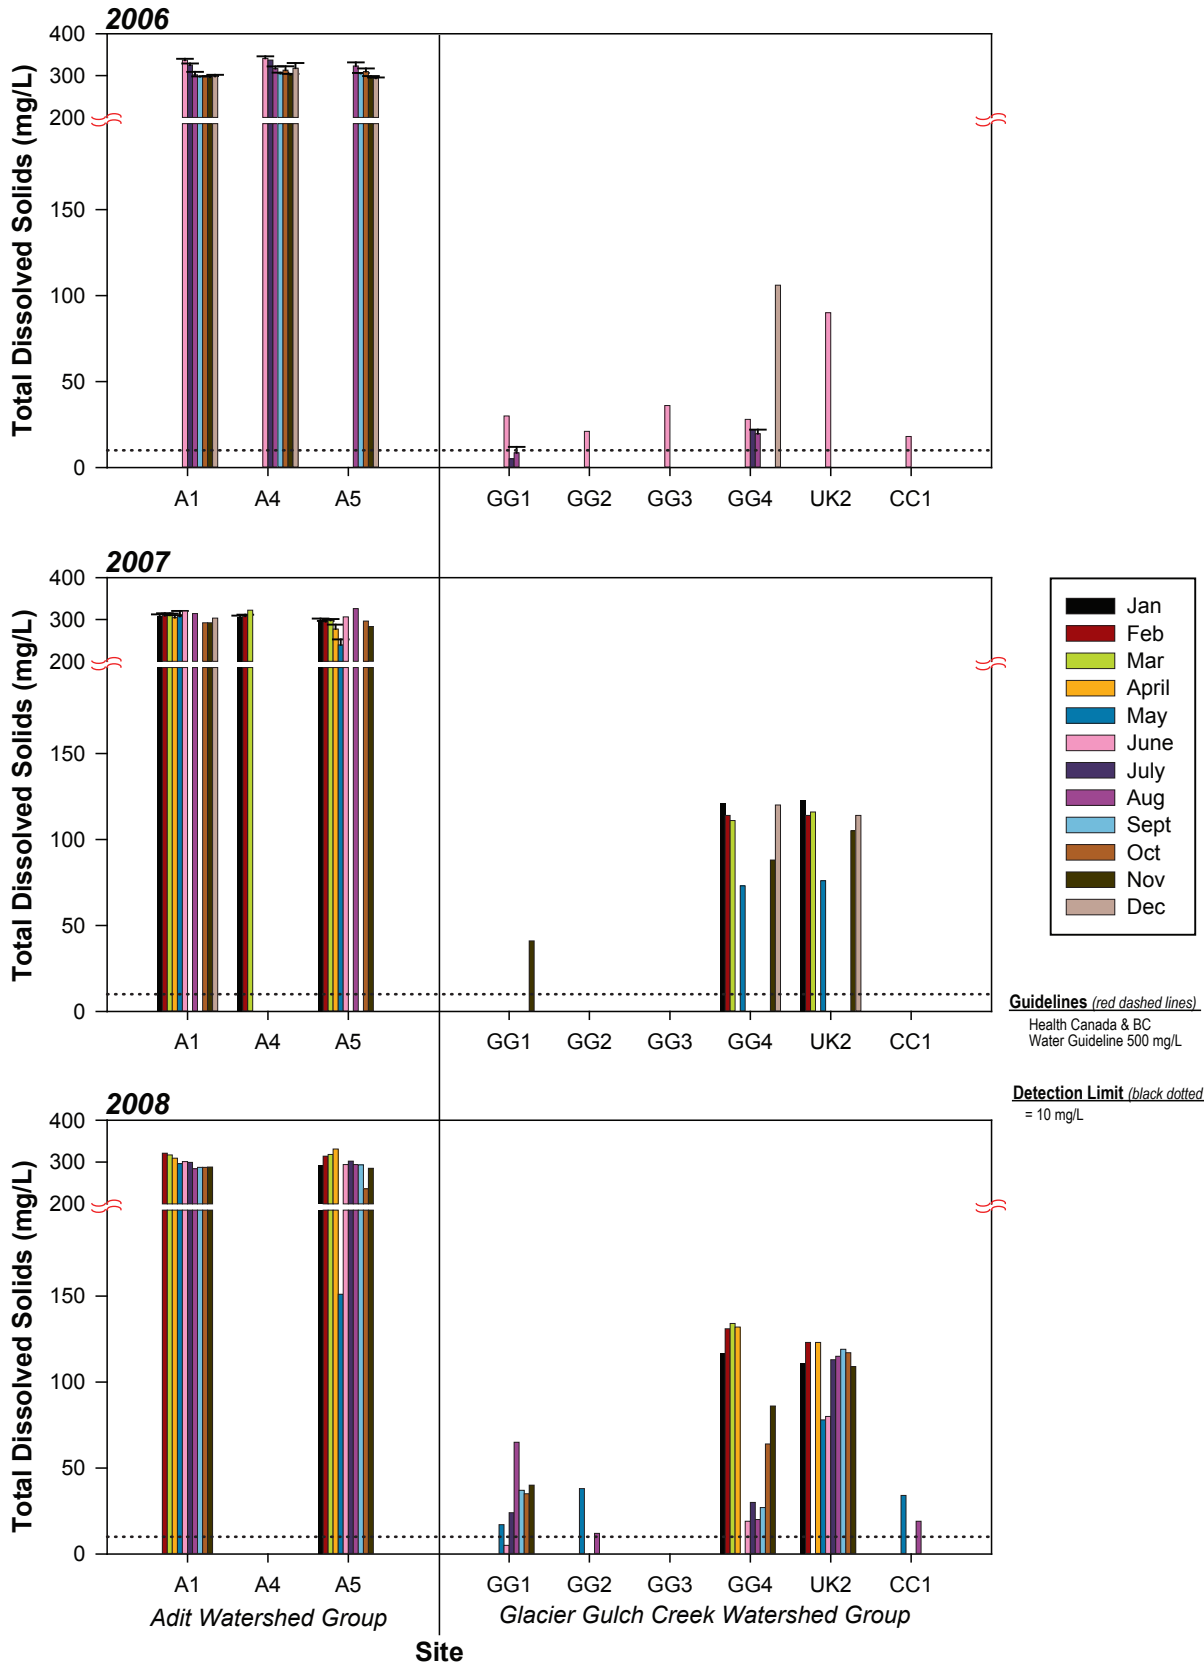 2006
Total Dissolved Solids (mg/L)
400
300
200
150
100
50
0
A1 A4 A5 GG1 GG2 GG3 GG4 UK2 CC1
2007
Total Dissolved Solids (mg/L)
400
300
200
150
100
50
0
A1 A4 A5 GG1 GG2 GG3 GG4 UK2 CC1
Jan
Feb
Mar
April
May
June
July
Aug
Sept
Oct
Nov
Dec
Guidelines (red dashed lines)
Health Canada & BC
Water Guideline 500 mg/L
Detection Limit (black dotted
= 10 mg/L
2008
Total Dissolved Solids (mg/L)
400
300
200
150
100
50
0
A1 A4 A5 GG1 GG2 GG3 GG4 UK2 CC1
Adit Watershed Group Glacier Gulch Creek Watershed Group
Site